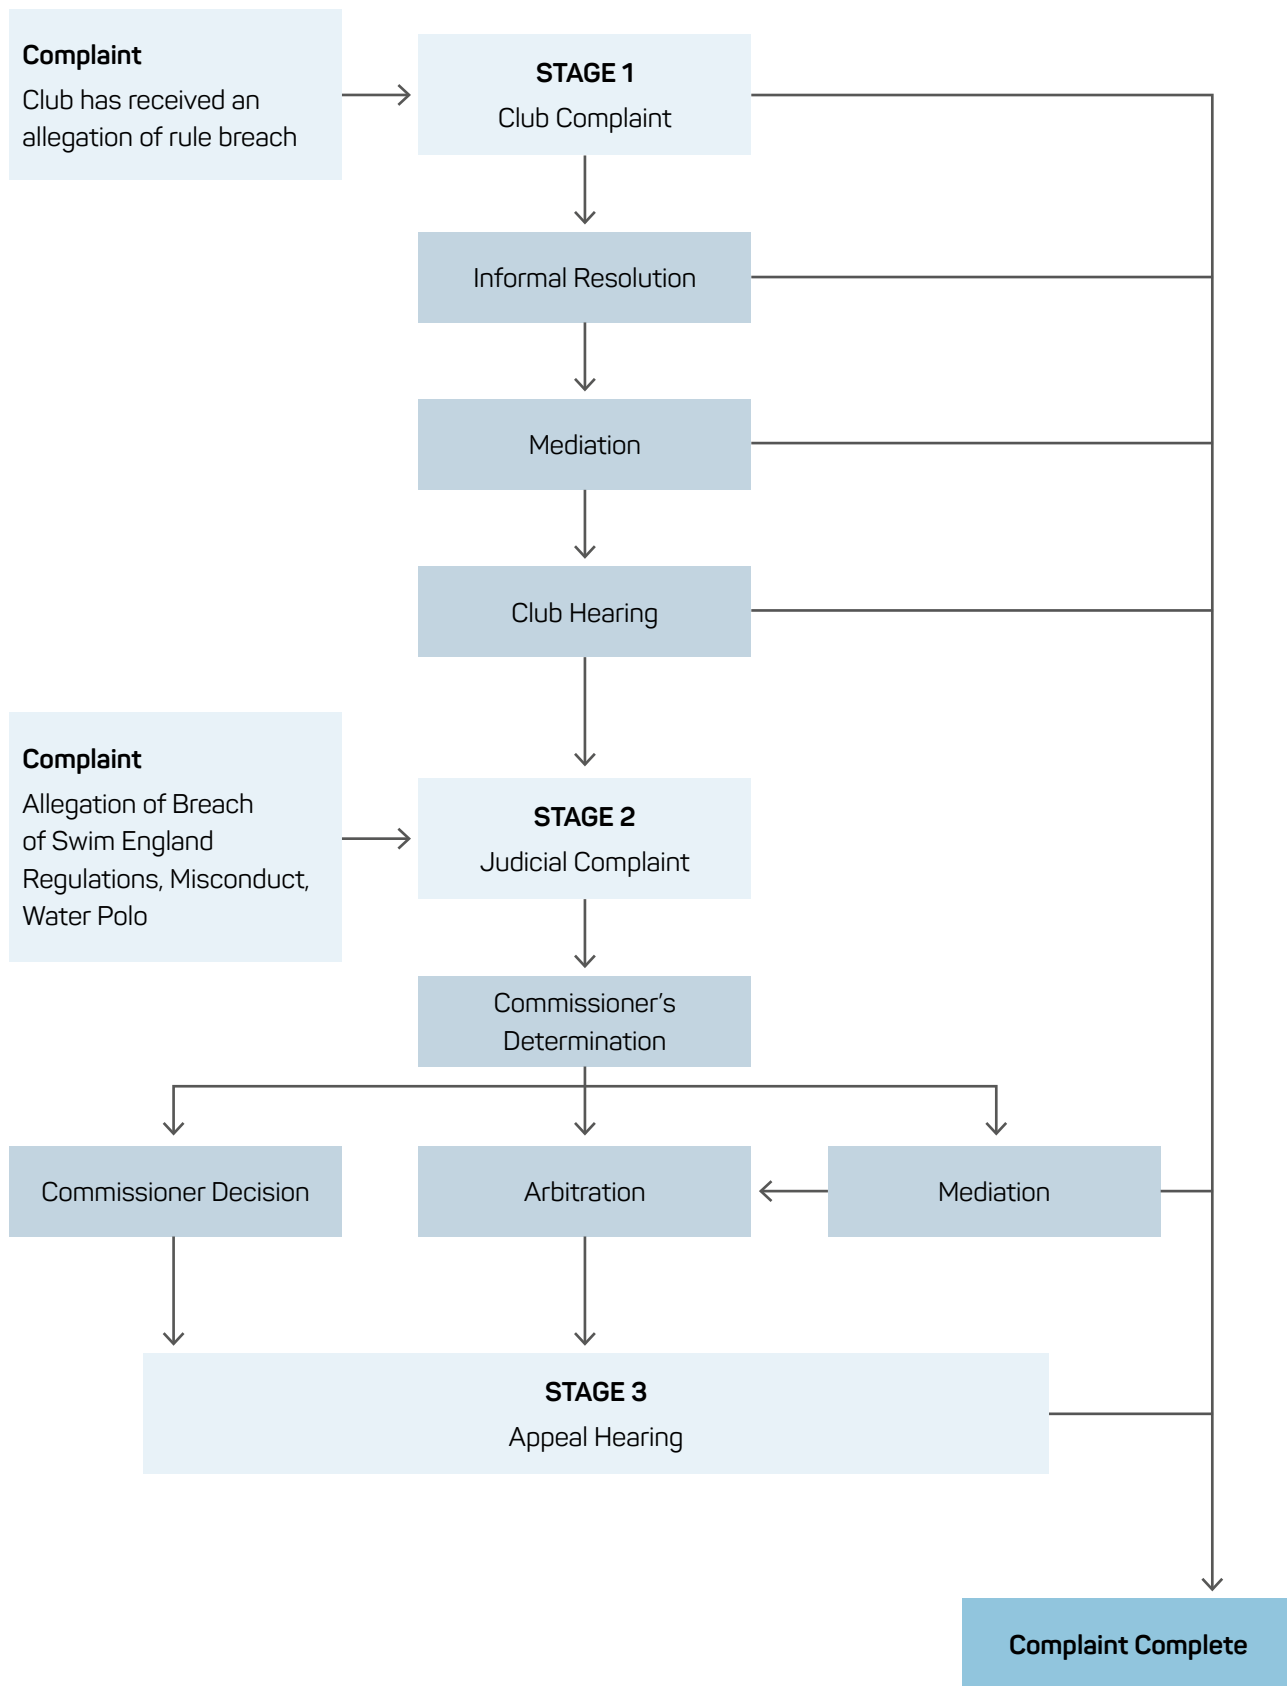 Complaint
Club has received an
allegation of rule breach
STAGE 1
Club Complaint
Informal Resolution
Mediation
Club Hearing
Complaint
Allegation of Breach
of Swim England
Regulations, Misconduct,
Water Polo
STAGE 2
Judicial Complaint
Commissioner’s
Determination
Commissioner Decision
Arbitration
Mediation
STAGE 3
Appeal Hearing
Complaint Complete